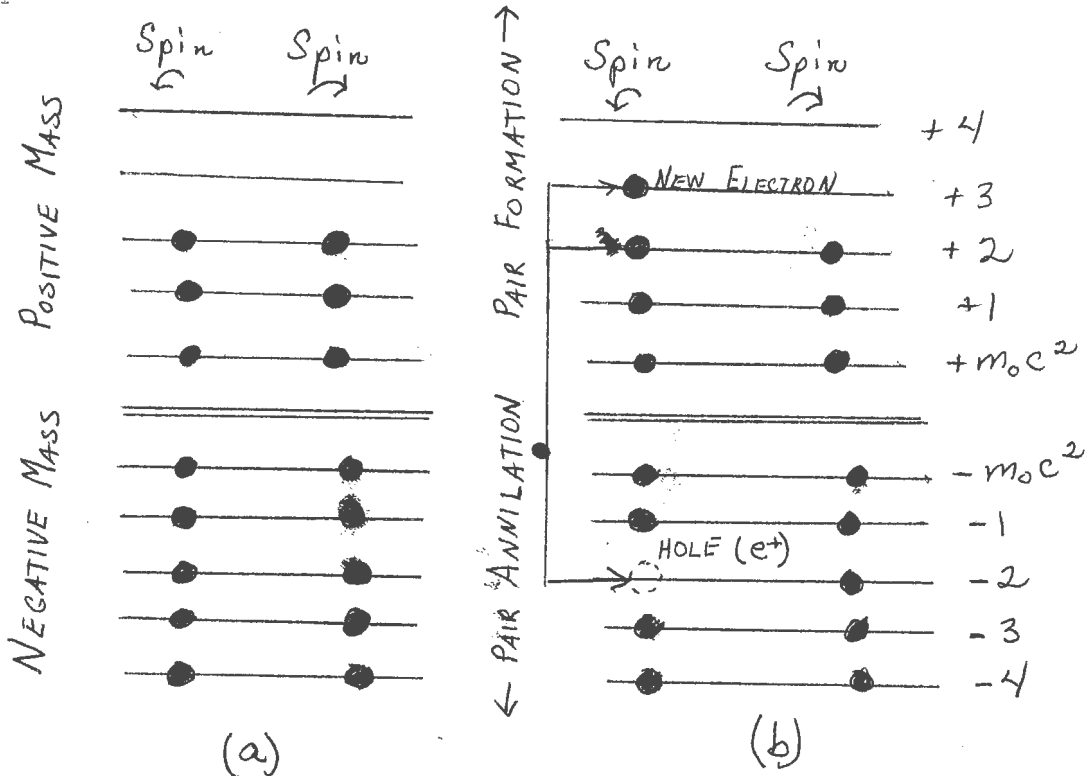 Spin Spin
POSITIVE MASS
NEGATIVE MASS
(a)
PAIR FORMATION →
← PAIR ANNILATION
Spin Spin
+4
NEW ELECTRON
+3
+2
+1
+m₀c²
-m₀c²
-1
HOLE (e+)
-2
-3
-4
(b)